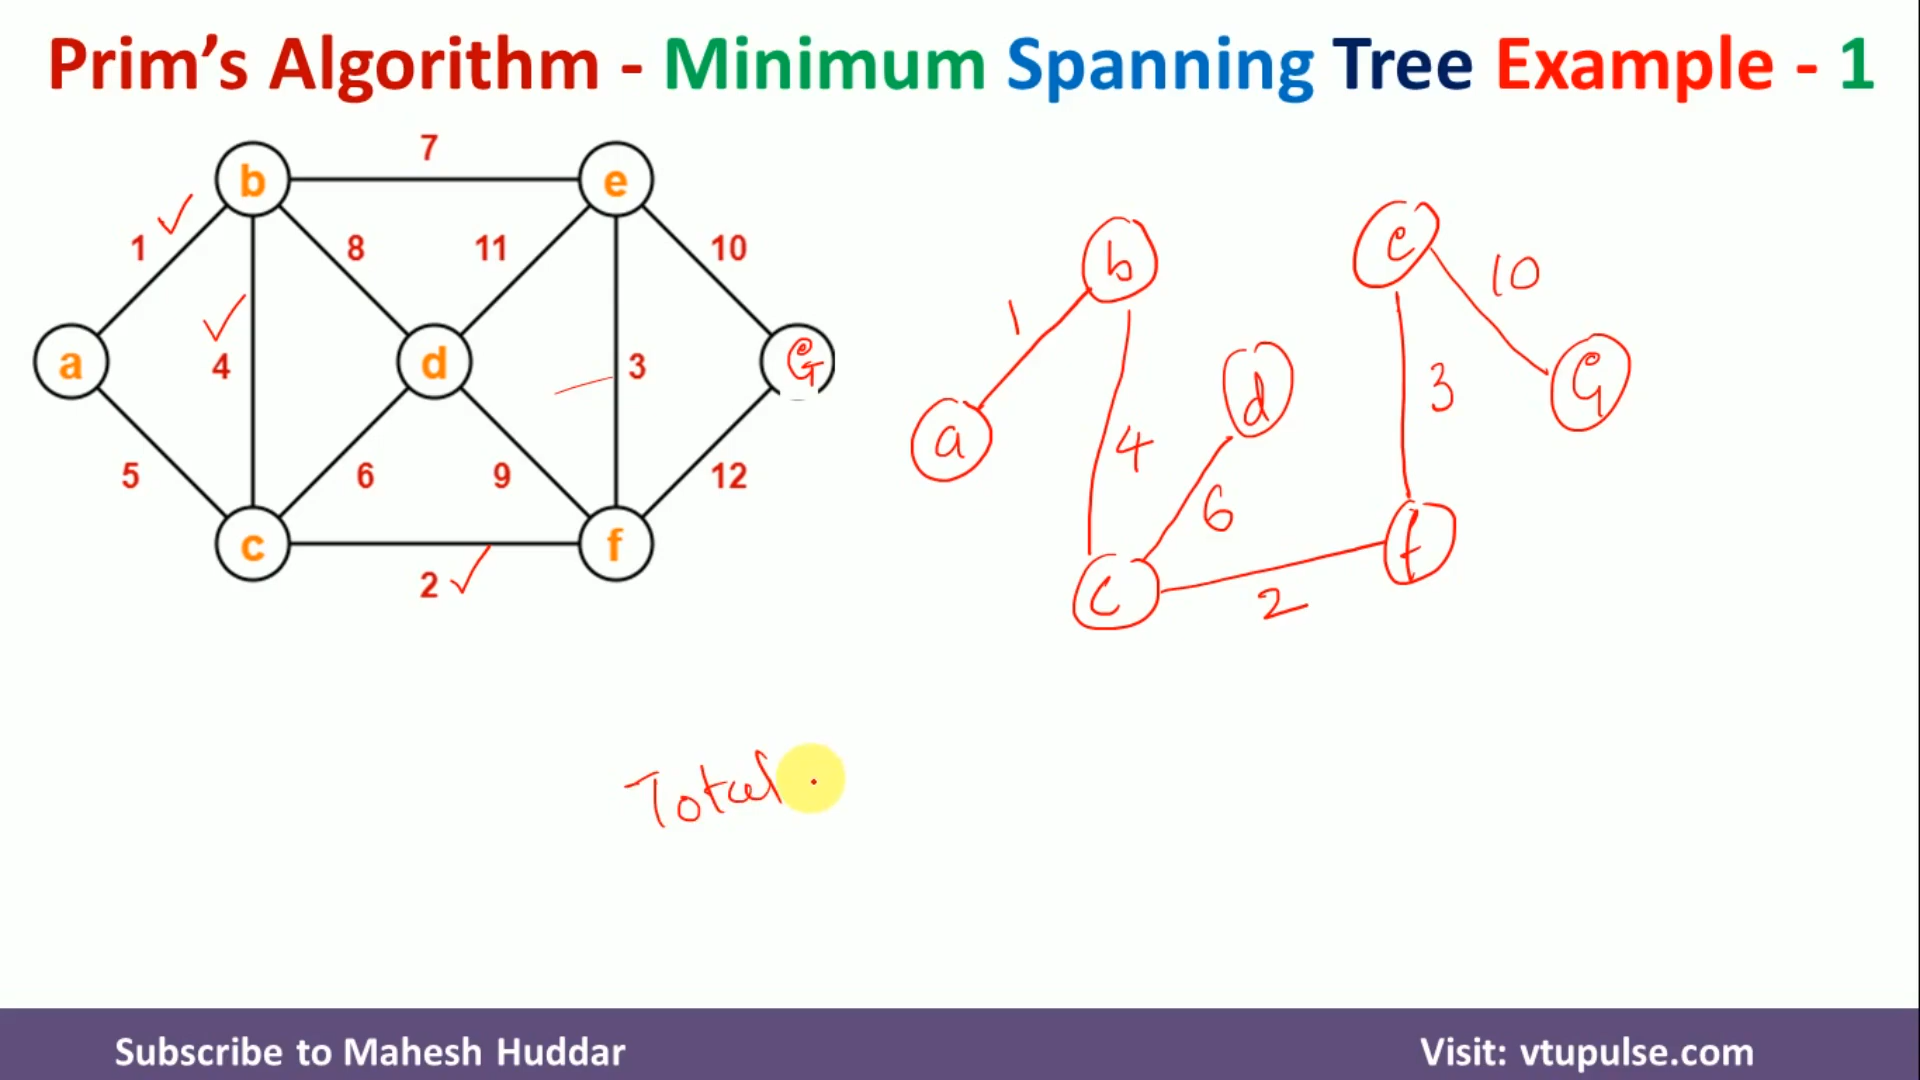 Prim's Algorithm - Minimum Spanning Tree Example - 1
7
b e
1 8 11 10
a 4 d 3 G
5 6 9 12
c f
2
b e
1 10
a d G
4 6 3
c f
2
Total
Subscribe to Mahesh Huddar
Visit: vtupulse.com